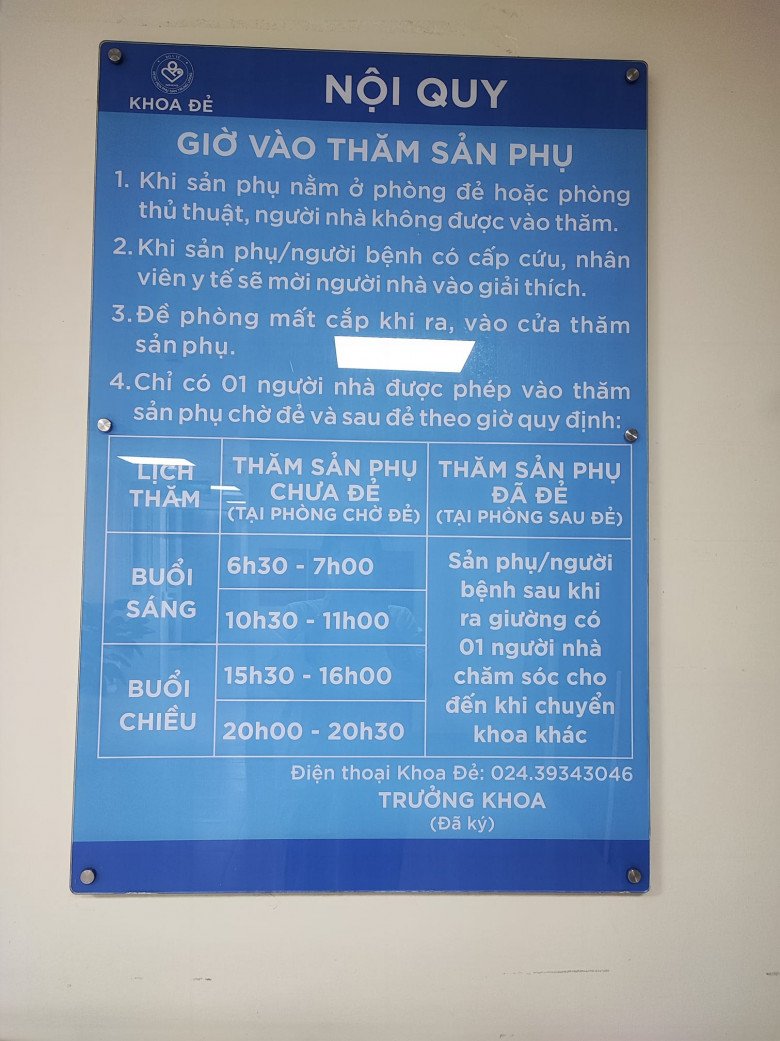 KHOA ĐẺ
NỘI QUY
GIỜ VÀO THĂM SẢN PHỤ
1. Khi sản phụ nằm ở phòng đẻ hoặc phòng
thủ thuật, người nhà không được vào thăm.
2. Khi sản phụ/người bệnh có cấp cứu, nhân
viên y tế sẽ mời người nhà vào giải thích.
3. Đề phòng mất cắp khi ra, vào cửa thăm
sản phụ.
4. Chỉ có 01 người nhà được phép vào thăm
sản phụ chờ đẻ và sau đẻ theo giờ quy định:
LỊCH
THĂM
THĂM SẢN PHỤ
CHƯA ĐẺ
(TẠI PHÒNG CHỜ ĐẺ)
THĂM SẢN PHỤ
ĐÃ ĐẺ
(TẠI PHÒNG SAU ĐẺ)
BUỔI
SÁNG
6h30 - 7h00
10h30 - 11h00
BUỔI
CHIỀU
15h30 - 16h00
20h00 - 20h30
Sản phụ/người
bệnh sau khi
ra giường có
01 người nhà
chăm sóc cho
đến khi chuyển
khoa khác
Điện thoại Khoa Đẻ: 024.39343046
TRƯỞNG KHOA
(Đã ký)